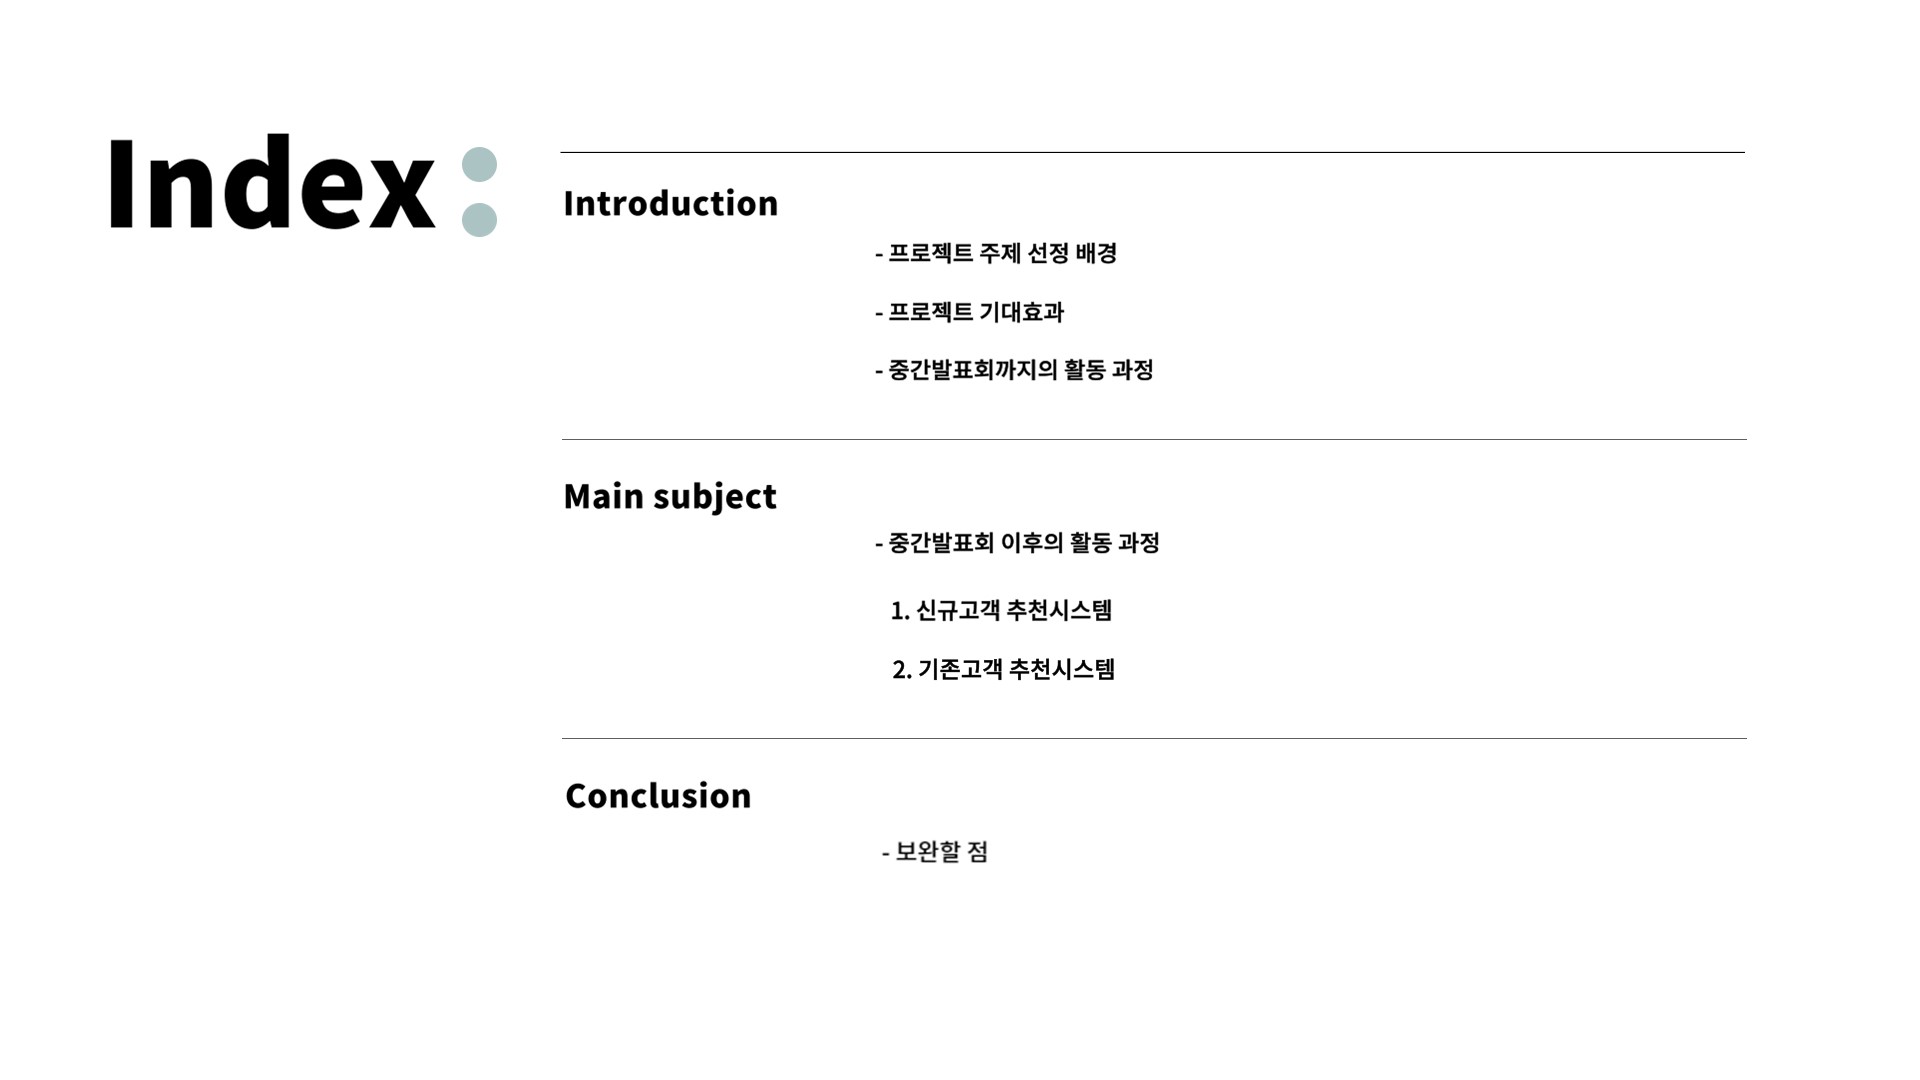 Index:
Introduction
- 프로젝트 주제 선정 배경
- 프로젝트 기대효과
- 중간발표회까지의 활동 과정
Main subject
- 중간발표회 이후의 활동 과정
1. 신규고객 추천시스템
2. 기존고객 추천시스템
Conclusion
- 보완할 점